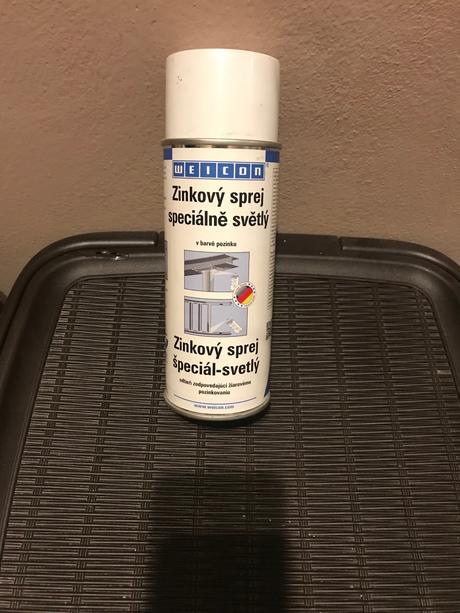 WEICON
Zinkový sprej
speciálně světlý
v barvě pozinku
Zinkový sprej
špeciál-svetlý
odtieň zodpovedajúci žiarovému
pozinkovaniu
www.weicon.com